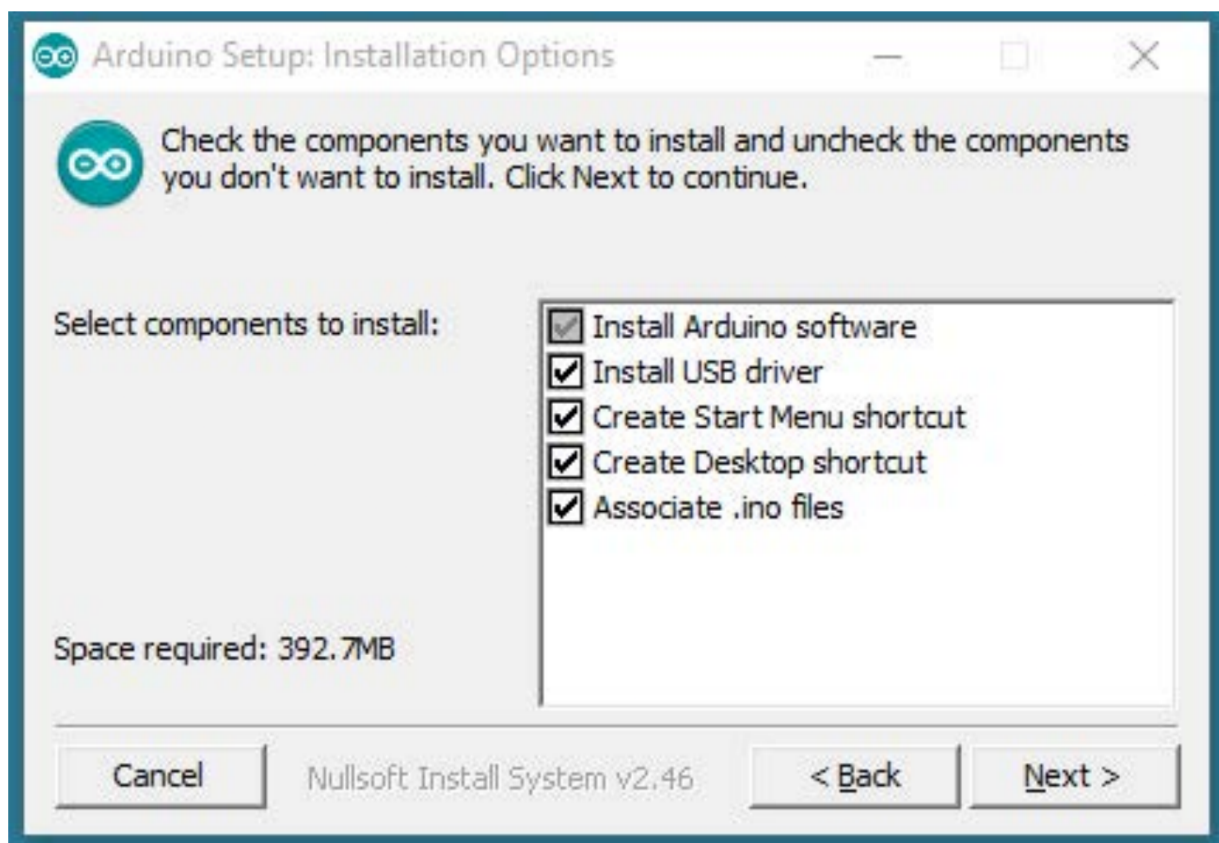 Arduino Setup: Installation Options
Check the components you want to install and uncheck the components
you don't want to install. Click Next to continue.
Select components to install:
Install Arduino software
Install USB driver
Create Start Menu shortcut
Create Desktop shortcut
Associate .ino files
Space required: 392.7MB
Cancel
Nullsoft Install System v2.46
< Back
Next >